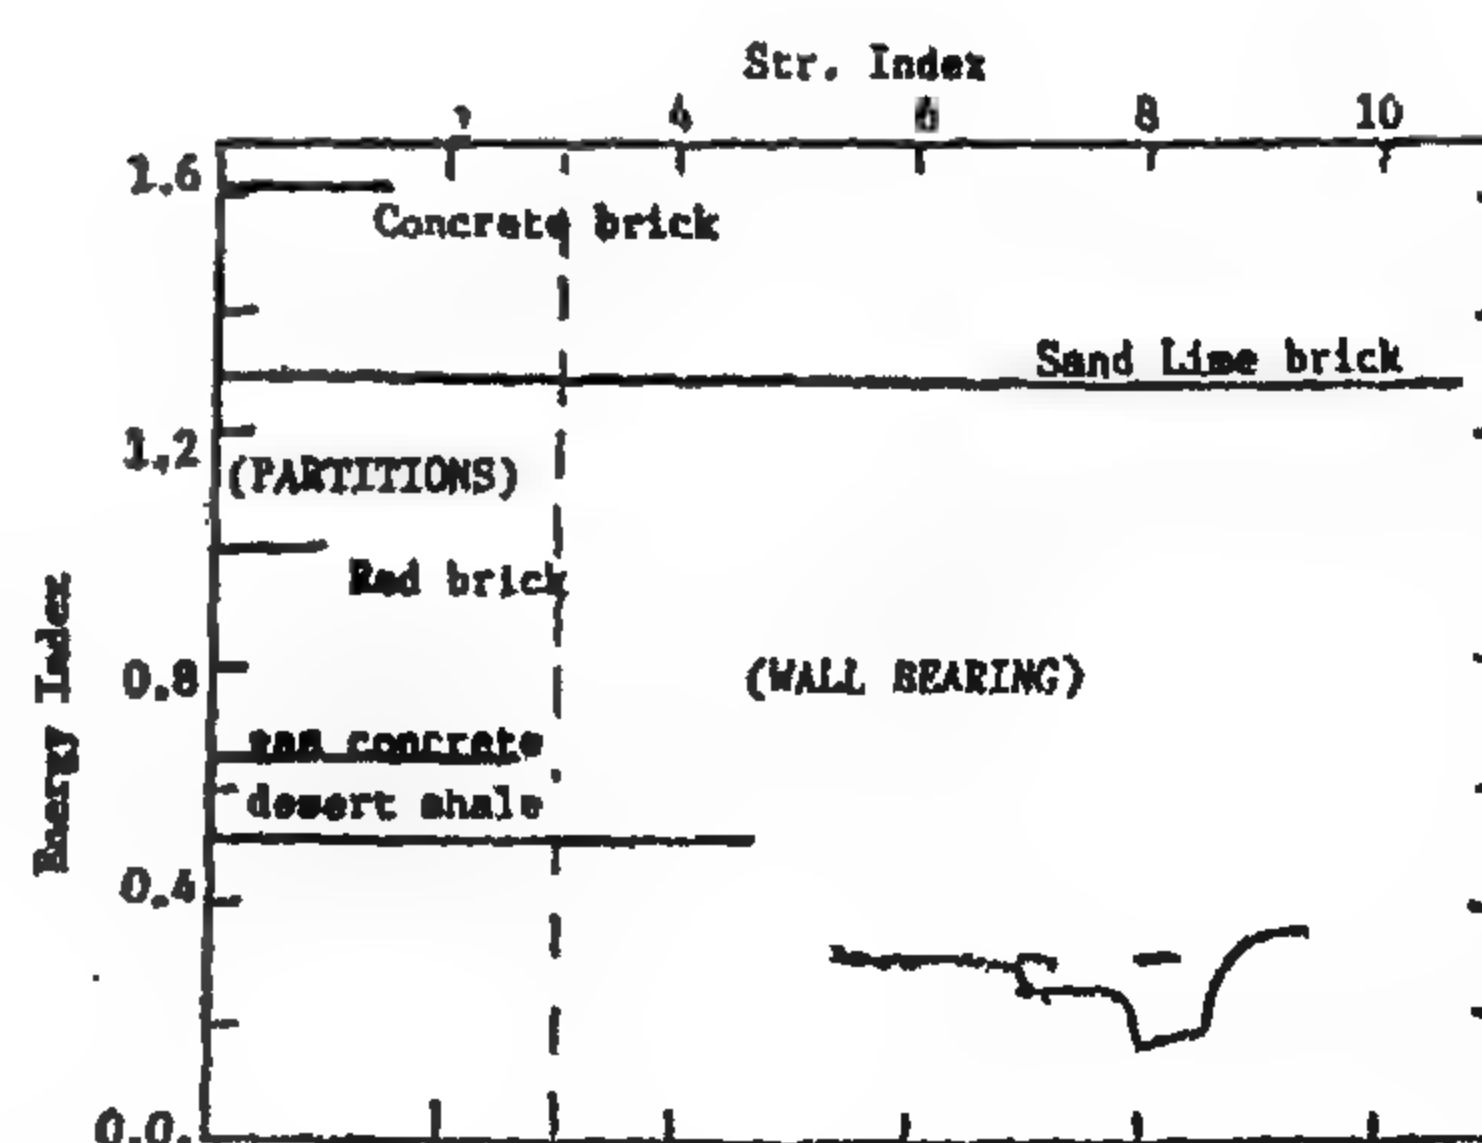 Str. Index
4 6 8 10
1.6
Concrete brick
Sand Lime brick
1.2
(PARTITIONS)
Red brick
0.8
(WALL BEARING)
Energy Index
gas concrete
desert shale
0.4
0.0.